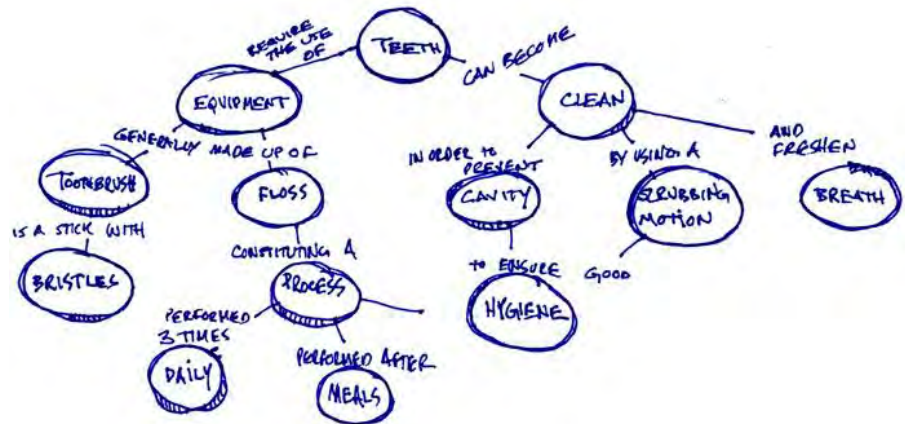 REQUIRE
THE USE
OF
TEETH
CAN BECOME
EQUIPMENT
CLEAN
GENERALLY
MADE UP OF
IN ORDER TO
PREVENT
BY USING A
AND
FRESHEN
TOOTHBRUSH
FLOSS
CAVITY
SCRUBBING
MOTION
BREATH
IS A STICK WITH
BRISTLES
CONSTITUTING A
PROCESS
TO ENSURE
GOOD
HYGIENE
PERFORMED
3 TIMES
DAILY
PERFORMED AFTER
MEALS